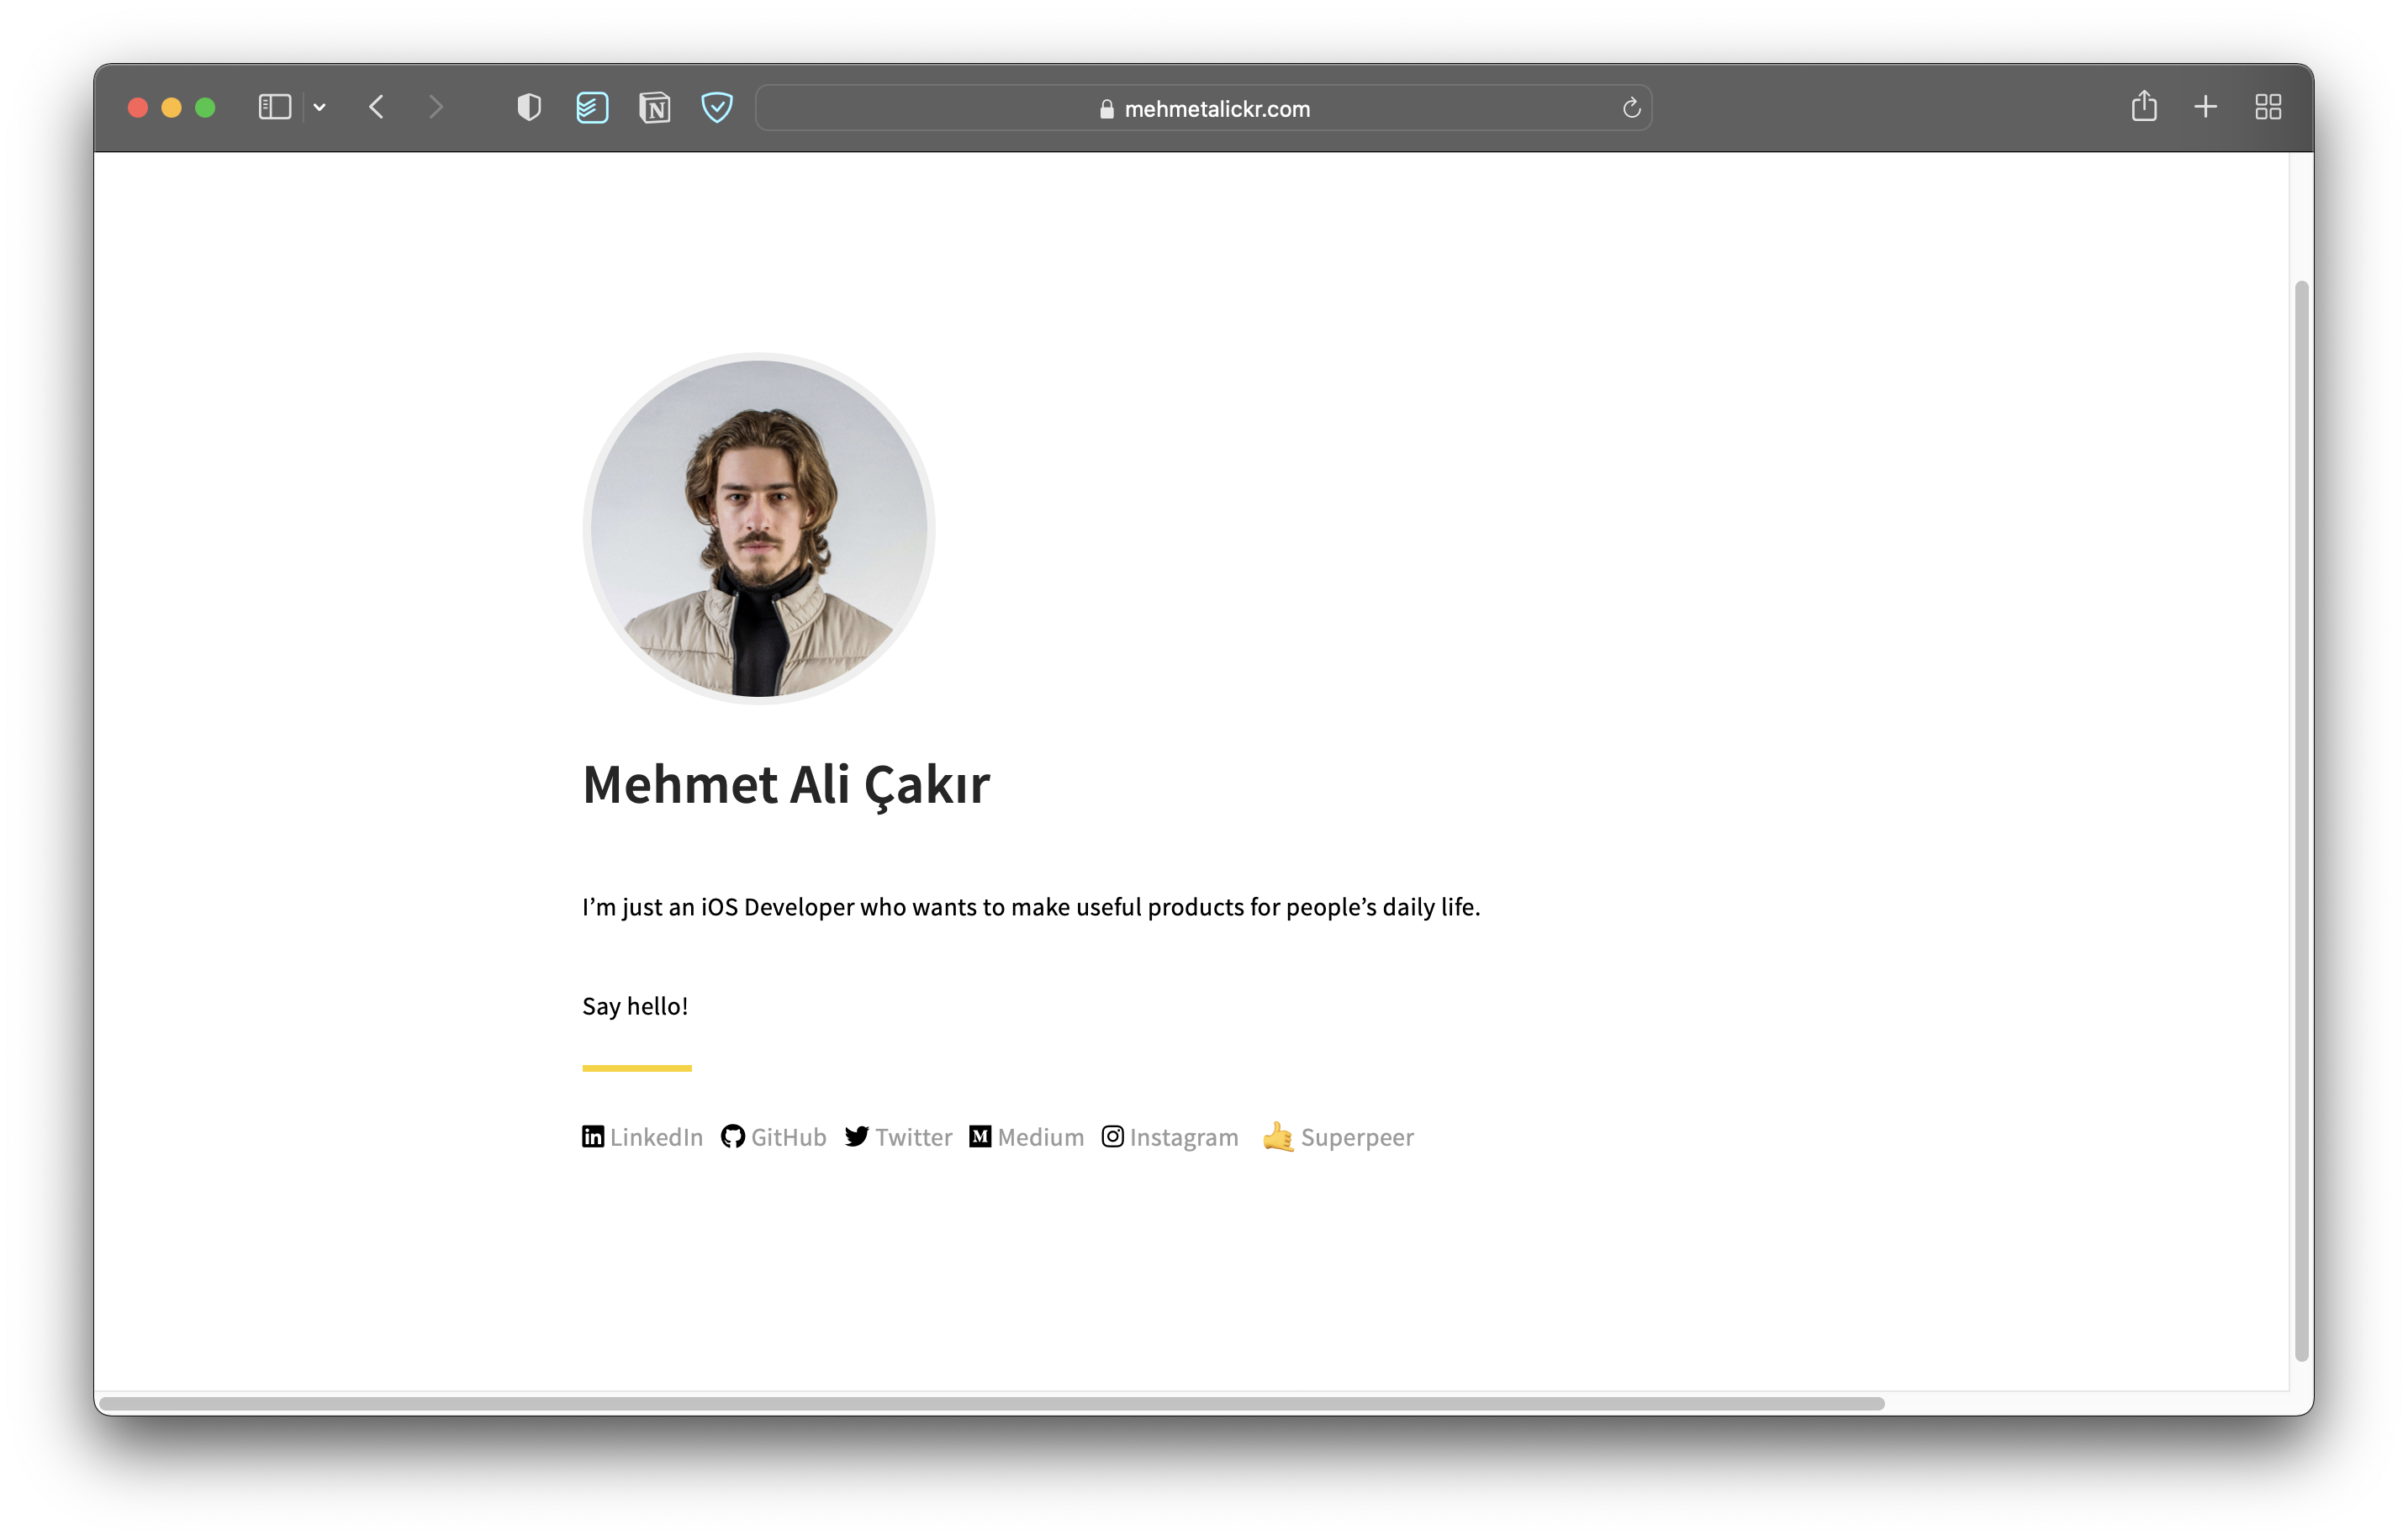 mehmetalickr.com
Mehmet Ali Çakır
I’m just an iOS Developer who wants to make useful products for people’s daily life.
Say hello!
LinkedIn GitHub Twitter Medium Instagram 🤙 Superpeer